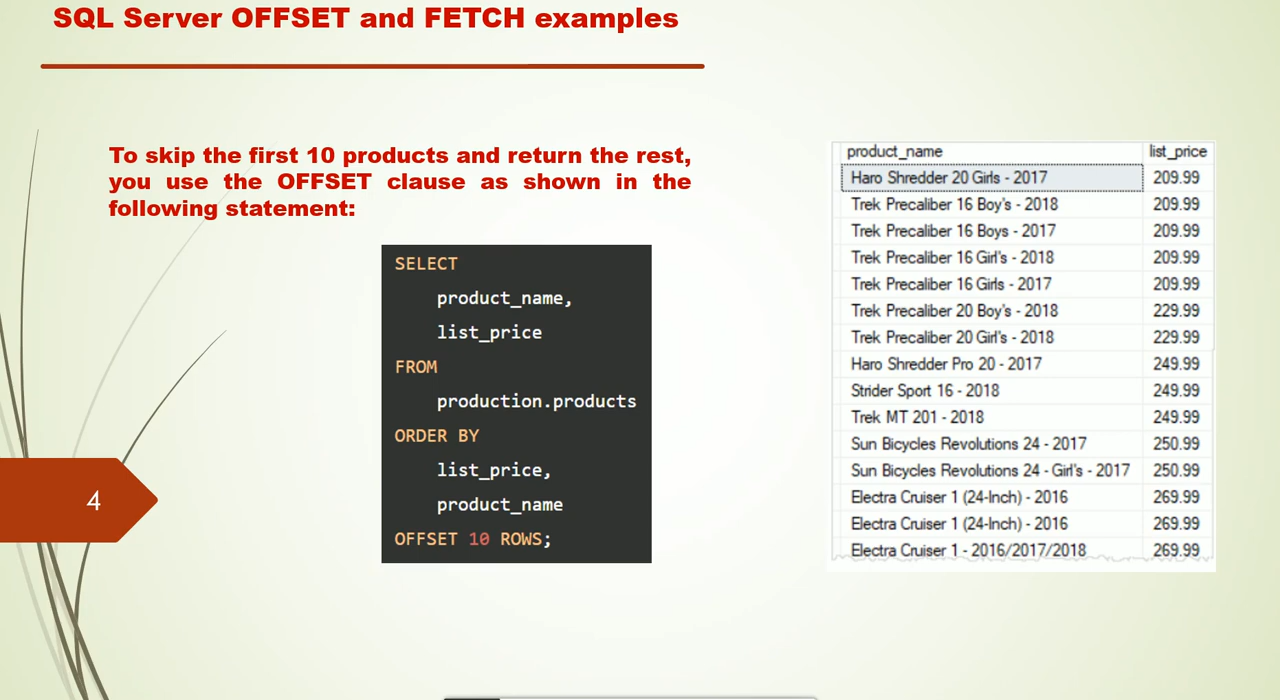 SQL Server OFFSET and FETCH examples
To skip the first 10 products and return the rest,
you use the OFFSET clause as shown in the
following statement:
SELECT
product_name,
list_price
FROM
production.products
ORDER BY
list_price,
product_name
OFFSET 10 ROWS;
product_name list_price
Haro Shredder 20 Girls - 2017 209.99
Trek Precaliber 16 Boy's - 2018 209.99
Trek Precaliber 16 Boys - 2017 209.99
Trek Precaliber 16 Girl's - 2018 209.99
Trek Precaliber 16 Girls - 2017 209.99
Trek Precaliber 20 Boy's - 2018 229.99
Trek Precaliber 20 Girl's - 2018 229.99
Haro Shredder Pro 20 - 2017 249.99
Strider Sport 16 - 2018 249.99
Trek MT 201 - 2018 249.99
Sun Bicycles Revolutions 24 - 2017 250.99
Sun Bicycles Revolutions 24 - Girl's - 2017 250.99
Electra Cruiser 1 (24-Inch) - 2016 269.99
Electra Cruiser 1 (24-Inch) - 2016 269.99
Electra Cruiser 1 - 2016/2017/2018 269.99
4